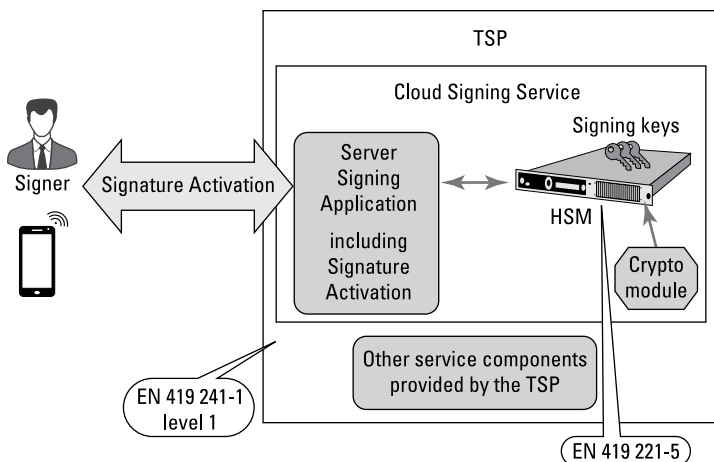 TSP
Cloud Signing Service
Signing keys
Signer
Signature Activation
Server
Signing
Application
including
Signature
Activation
HSM
Crypto
module
Other service components
provided by the TSP
EN 419 241-1
level 1
EN 419 221-5